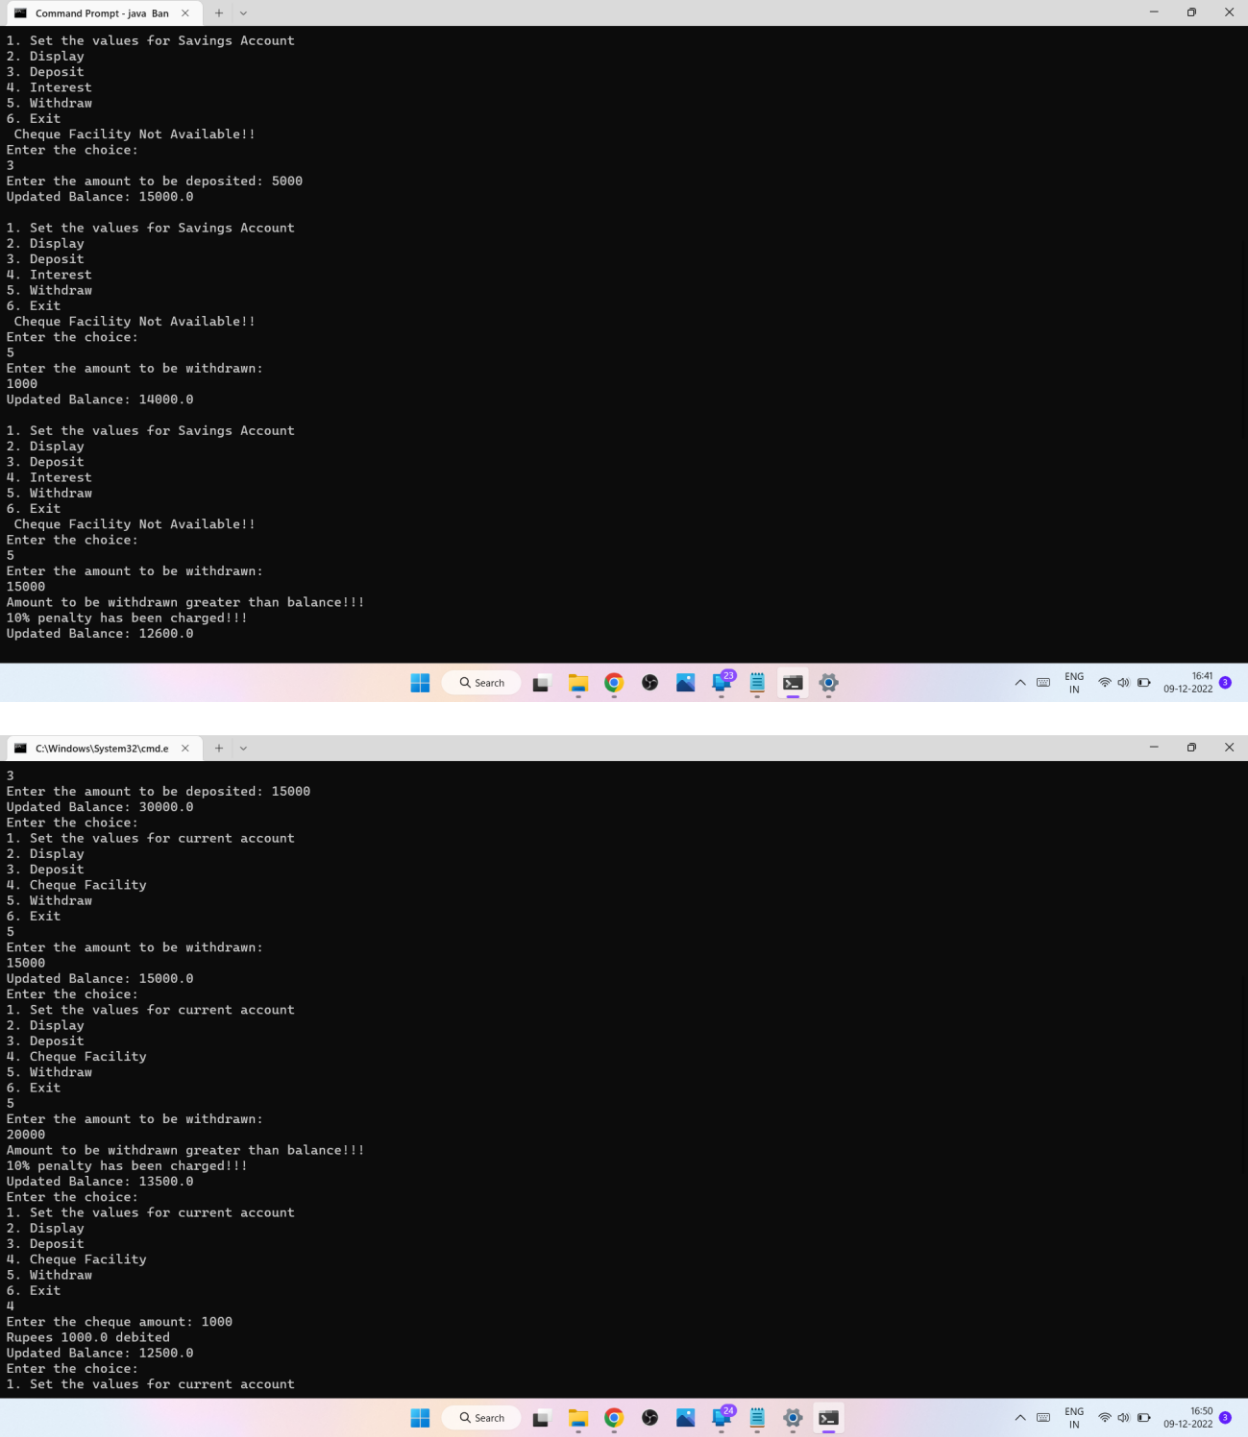 Command Prompt - java Ban
1. Set the values for Savings Account
2. Display
3. Deposit
4. Interest
5. Withdraw
6. Exit
Cheque Facility Not Available!!
Enter the choice:
3
Enter the amount to be deposited: 5000
Updated Balance: 15000.0
1. Set the values for Savings Account
2. Display
3. Deposit
4. Interest
5. Withdraw
6. Exit
Cheque Facility Not Available!!
Enter the choice:
5
Enter the amount to be withdrawn:
1000
Updated Balance: 14000.0
1. Set the values for Savings Account
2. Display
3. Deposit
4. Interest
5. Withdraw
6. Exit
Cheque Facility Not Available!!
Enter the choice:
5
Enter the amount to be withdrawn:
15000
Amount to be withdrawn greater than balance!!!
10% penalty has been charged!!!
Updated Balance: 12600.0
Search 23 ENG IN 16:41 09-12-2022 3
C:\Windows\System32\cmd.e
3
Enter the amount to be deposited: 15000
Updated Balance: 30000.0
Enter the choice:
1. Set the values for current account
2. Display
3. Deposit
4. Cheque Facility
5. Withdraw
6. Exit
5
Enter the amount to be withdrawn:
15000
Updated Balance: 15000.0
Enter the choice:
1. Set the values for current account
2. Display
3. Deposit
4. Cheque Facility
5. Withdraw
6. Exit
5
Enter the amount to be withdrawn:
20000
Amount to be withdrawn greater than balance!!!
10% penalty has been charged!!!
Updated Balance: 13500.0
Enter the choice:
1. Set the values for current account
2. Display
3. Deposit
4. Cheque Facility
5. Withdraw
6. Exit
4
Enter the cheque amount: 1000
Rupees 1000.0 debited
Updated Balance: 12500.0
Enter the choice:
1. Set the values for current account
Search 24 ENG IN 16:50 09-12-2022 3